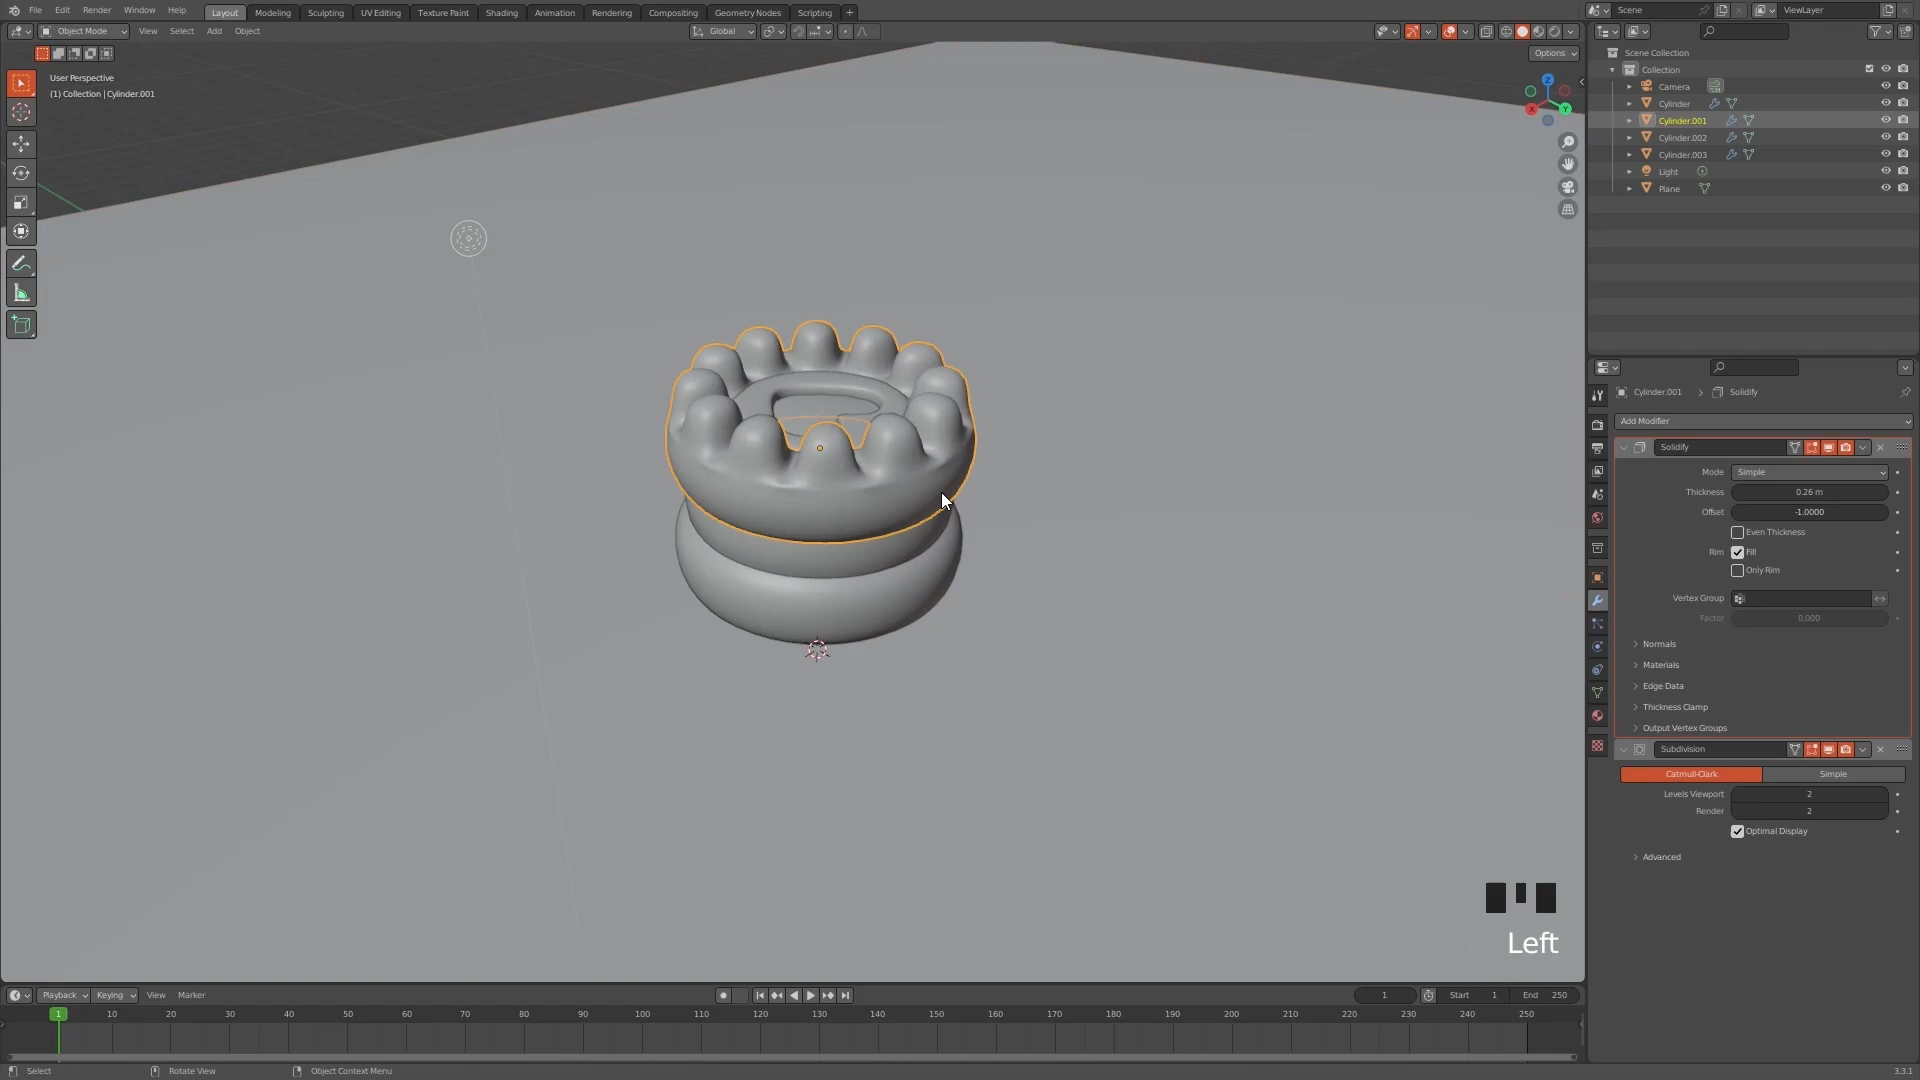 File Edit Render Window Help Layout Modeling Sculpting UV Editing Texture Paint Shading Animation Rendering Compositing Geometry Nodes Scripting + Scene ViewLayer
Object Mode View Select Add Object Global
Options
User Perspective
(1) Collection | Cylinder.001
Z
X
Y
Scene Collection
Collection
Camera
Cylinder
Cylinder.001
Cylinder.002
Cylinder.003
Light
Plane
Cylinder.001 > Solidify
Add Modifier
Solidify
Mode Simple
Thickness 0.26 m
Offset -1.0000
Even Thickness
Rim Fill
Only Rim
Vertex Group
Factor 0.000
Normals
Materials
Edge Data
Thickness Clamp
Output Vertex Groups
Subdivision
Catmull-Clark Simple
Levels Viewport 2
Render 2
Optimal Display
Advanced
Left
Playback Keying View Marker 1 Start 1 End 250
1 10 20 30 40 50 60 70 80 90 100 110 120 130 140 150 160 170 180 190 200 210 220 230 240 250
Select Rotate View Object Context Menu 3.3.1